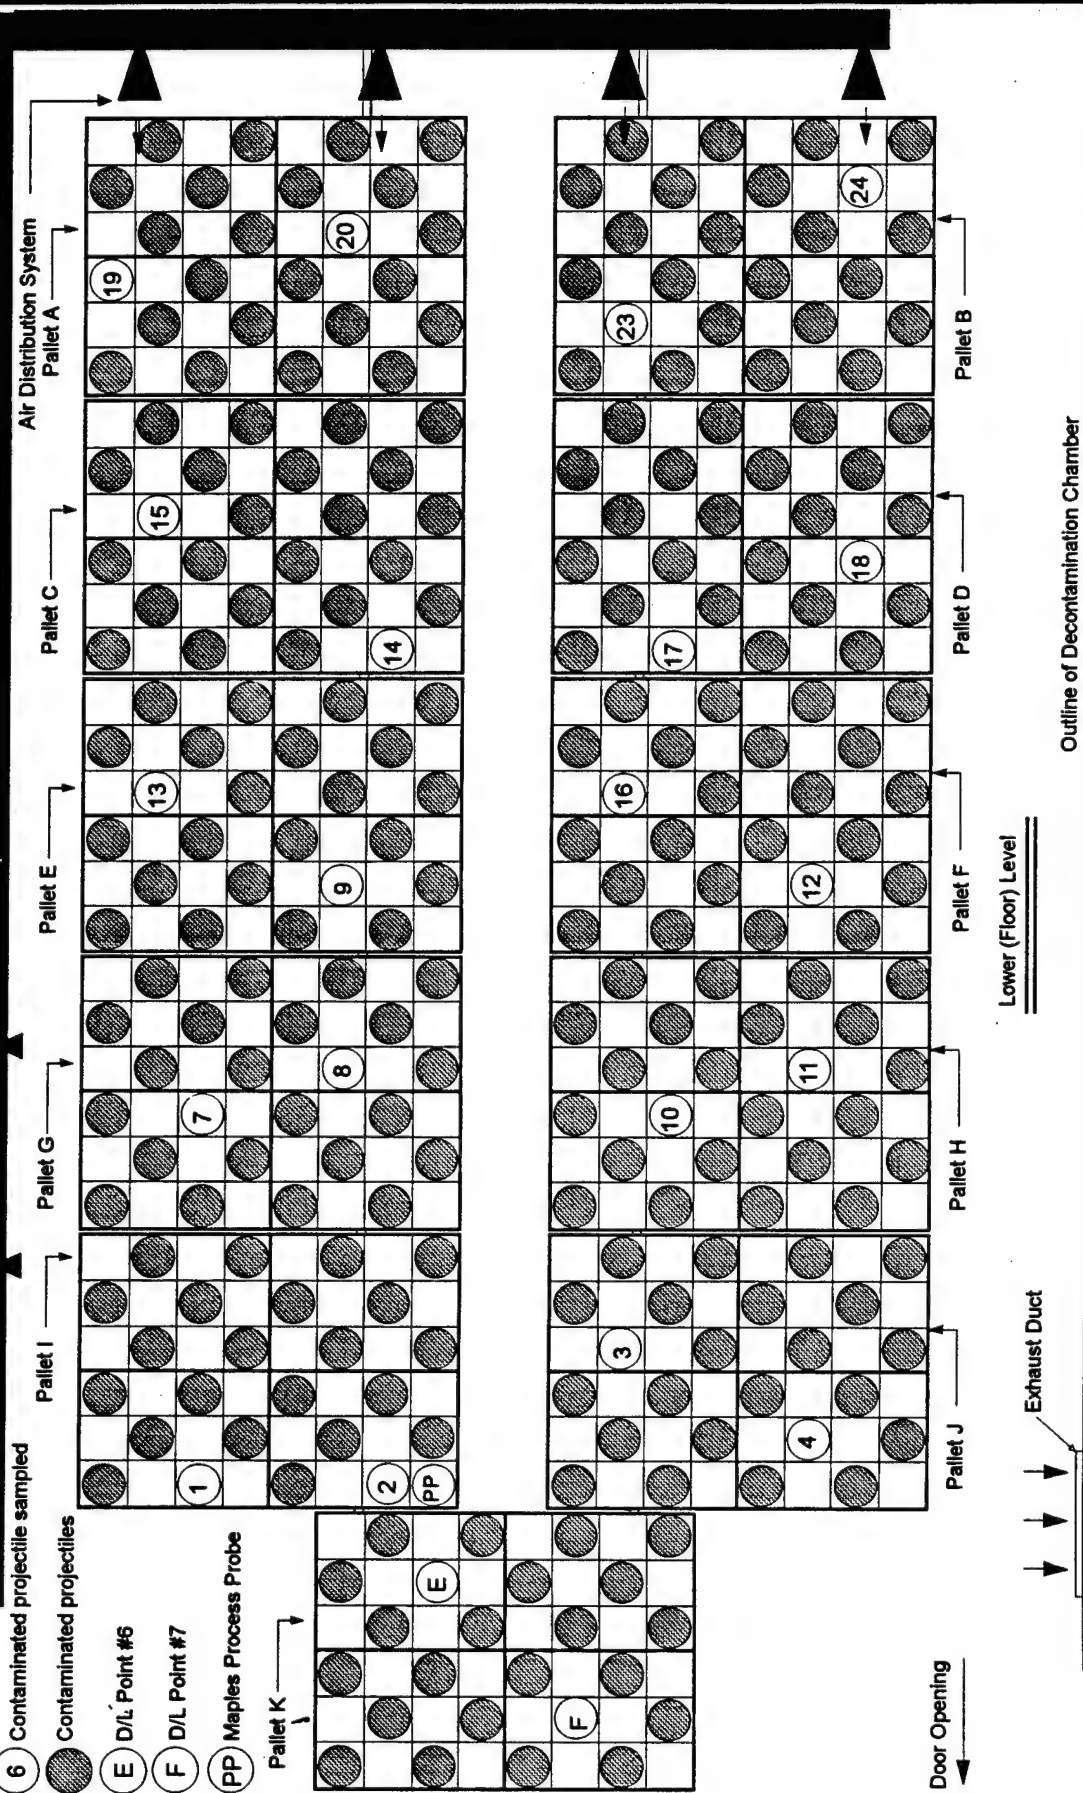 6 Contaminated projectile sampled
Contaminated projectiles
E D/L Point #6
F D/L Point #7
PP Maples Process Probe
Air Distribution System
Pallet A
Pallet C
Pallet E
Pallet G
Pallet I
Pallet K
19
20
15
14
13
9
7
8
1
2
PP
E
F
23
24
17
18
16
12
10
11
3
4
Pallet B
Pallet D
Pallet F
Pallet H
Pallet J
Lower (Floor) Level
Outline of Decontamination Chamber
Exhaust Duct
Door Opening